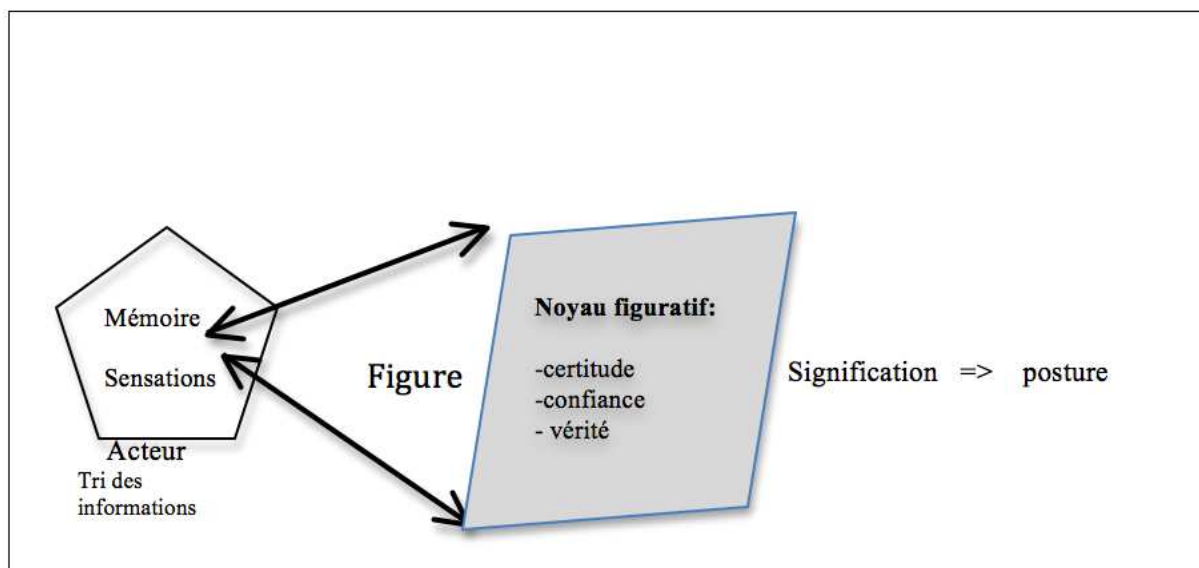 Mémoire
Sensations
Acteur
Tri des
informations
Figure
Noyau figuratif:
-certitude
-confiance
- vérité
Signification => posture